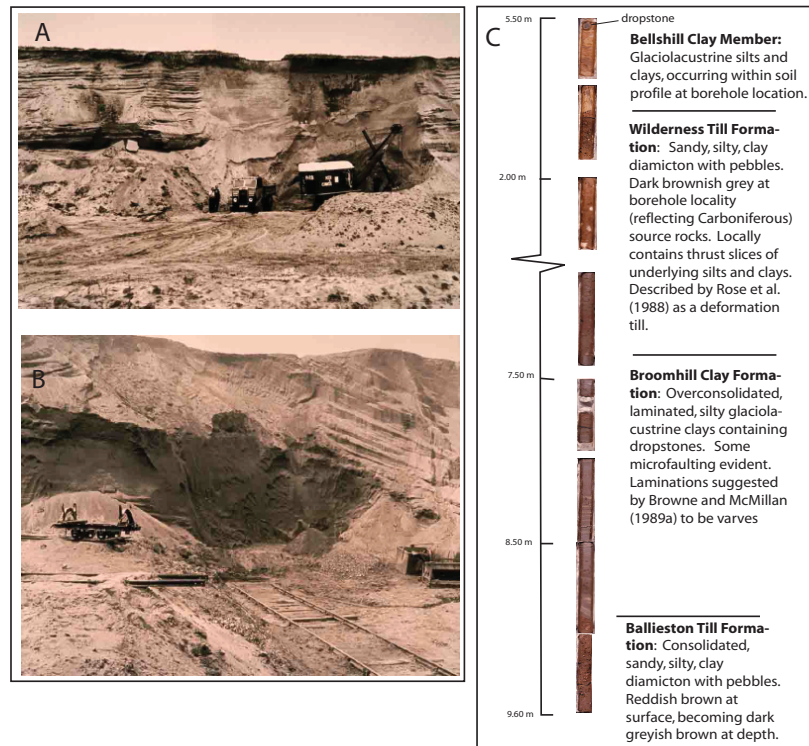 A
B
C
5.50 m
dropstone
2.00 m
7.50 m
8.50 m
9.60 m
Bellshill Clay Member:
Glaciolacustrine silts and
clays, occurring within soil
profile at borehole location.
Wilderness Till Forma-
tion: Sandy, silty, clay
diamicton with pebbles.
Dark brownish grey at
borehole locality
(reflecting Carboniferous)
source rocks. Locally
contains thrust slices of
underlying silts and clays.
Described by Rose et al.
(1988) as a deformation
till.
Broomhill Clay Forma-
tion: Overconsolidated,
laminated, silty glaciola-
custrine clays containing
dropstones. Some
microfaulting evident.
Laminations suggested
by Browne and McMillan
(1989a) to be varves
Ballieston Till Forma-
tion: Consolidated,
sandy, silty, clay
diamicton with pebbles.
Reddish brown at
surface, becoming dark
greyish brown at depth.